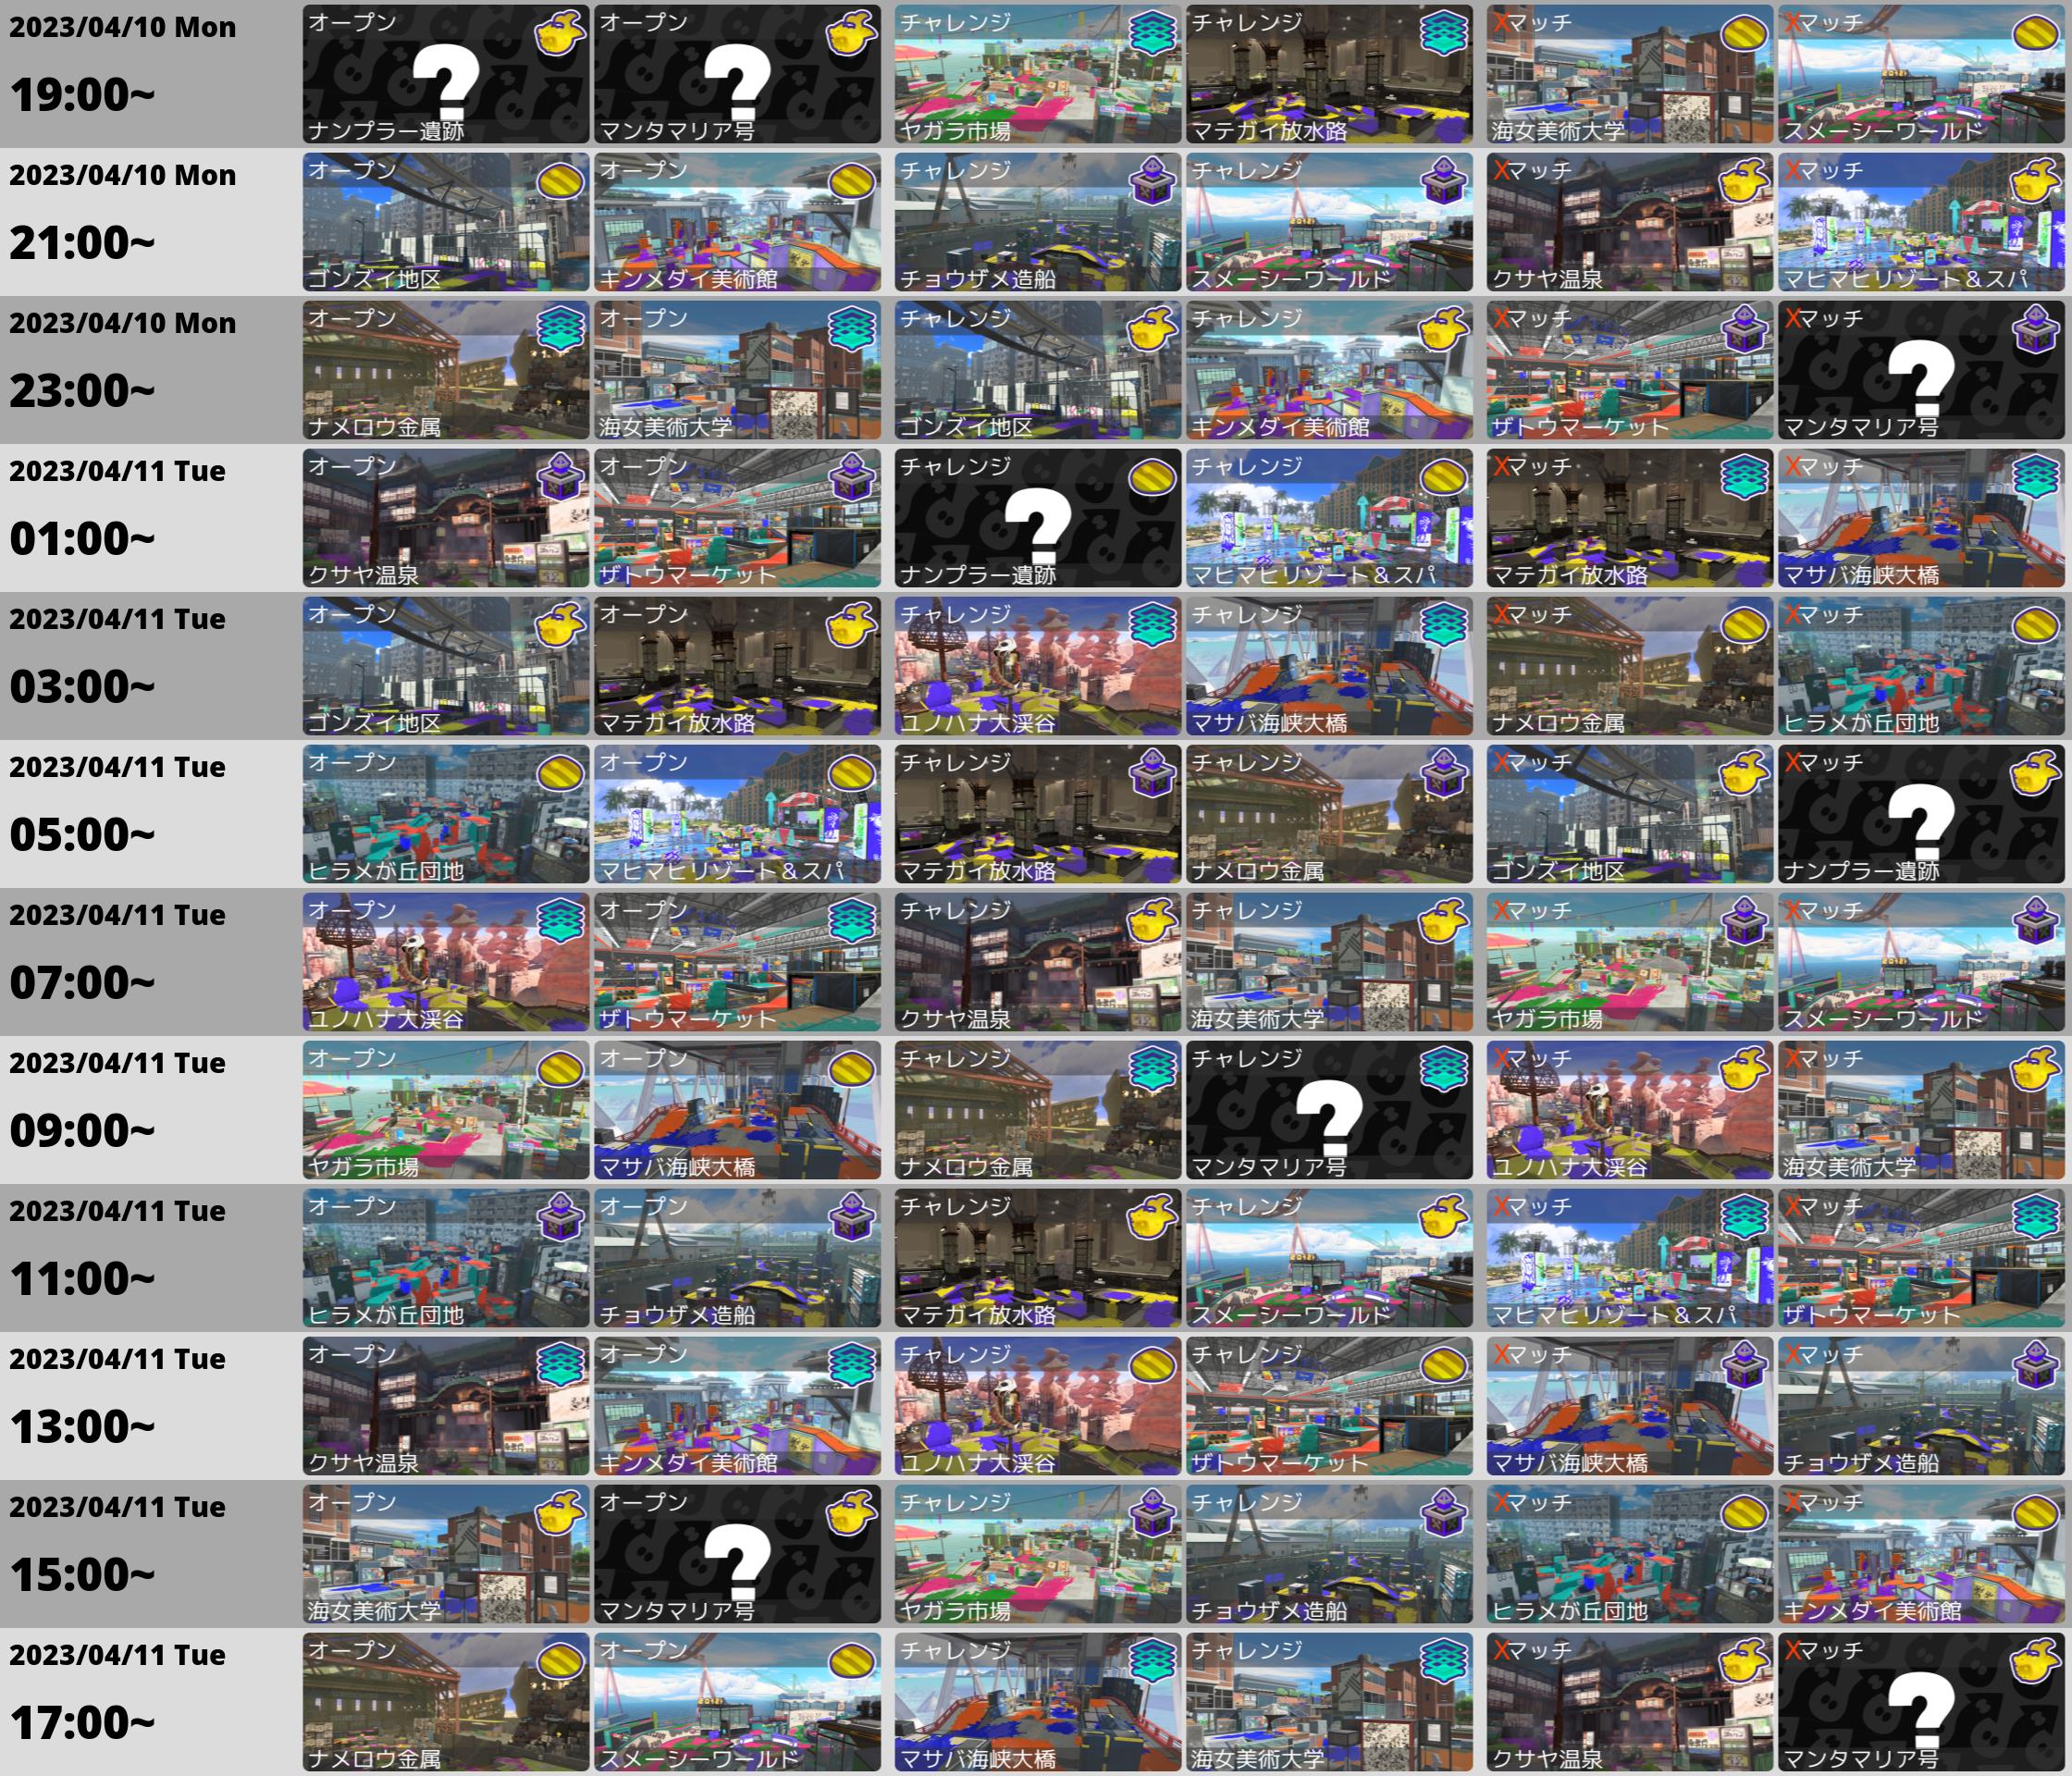 2023/04/10 Mon
19:00~
オープン
ナンプラー遺跡
オープン
マンタマリア号
チャレンジ
ヤガラ市場
チャレンジ
マテガイ放水路
Xマッチ
海女美術大学
Xマッチ
スメーシーワールド
2023/04/10 Mon
21:00~
オープン
ゴンズイ地区
オープン
キンメダイ美術館
チャレンジ
チョウザメ造船
チャレンジ
スメーシーワールド
Xマッチ
クサヤ温泉
Xマッチ
マヒマヒリゾート&スパ
2023/04/10 Mon
23:00~
オープン
ナメロウ金属
オープン
海女美術大学
チャレンジ
ゴンズイ地区
チャレンジ
キンメダイ美術館
Xマッチ
ザトウマーケット
Xマッチ
マンタマリア号
2023/04/11 Tue
01:00~
オープン
クサヤ温泉
オープン
ザトウマーケット
チャレンジ
ナンプラー遺跡
チャレンジ
マヒマヒリゾート&スパ
Xマッチ
マテガイ放水路
Xマッチ
マサバ海峡大橋
2023/04/11 Tue
03:00~
オープン
ゴンズイ地区
オープン
マテガイ放水路
チャレンジ
ユノハナ大渓谷
チャレンジ
マサバ海峡大橋
Xマッチ
ナメロウ金属
Xマッチ
ヒラメが丘団地
2023/04/11 Tue
05:00~
オープン
ヒラメが丘団地
オープン
マヒマヒリゾート&スパ
チャレンジ
マテガイ放水路
チャレンジ
ナメロウ金属
Xマッチ
ゴンズイ地区
Xマッチ
ナンプラー遺跡
2023/04/11 Tue
07:00~
オープン
ユノハナ大渓谷
オープン
ザトウマーケット
チャレンジ
クサヤ温泉
チャレンジ
海女美術大学
Xマッチ
ヤガラ市場
Xマッチ
スメーシーワールド
2023/04/11 Tue
09:00~
オープン
ヤガラ市場
オープン
マサバ海峡大橋
チャレンジ
ナメロウ金属
チャレンジ
マンタマリア号
Xマッチ
ユノハナ大渓谷
Xマッチ
海女美術大学
2023/04/11 Tue
11:00~
オープン
ヒラメが丘団地
オープン
チョウザメ造船
チャレンジ
マテガイ放水路
チャレンジ
スメーシーワールド
Xマッチ
マヒマヒリゾート&スパ
Xマッチ
ザトウマーケット
2023/04/11 Tue
13:00~
オープン
クサヤ温泉
オープン
キンメダイ美術館
チャレンジ
ユノハナ大渓谷
チャレンジ
ザトウマーケット
Xマッチ
マサバ海峡大橋
Xマッチ
チョウザメ造船
2023/04/11 Tue
15:00~
オープン
海女美術大学
オープン
マンタマリア号
チャレンジ
ヤガラ市場
チャレンジ
チョウザメ造船
Xマッチ
ヒラメが丘団地
Xマッチ
キンメダイ美術館
2023/04/11 Tue
17:00~
オープン
ナメロウ金属
オープン
スメーシーワールド
チャレンジ
マサバ海峡大橋
チャレンジ
海女美術大学
Xマッチ
クサヤ温泉
Xマッチ
マンタマリア号